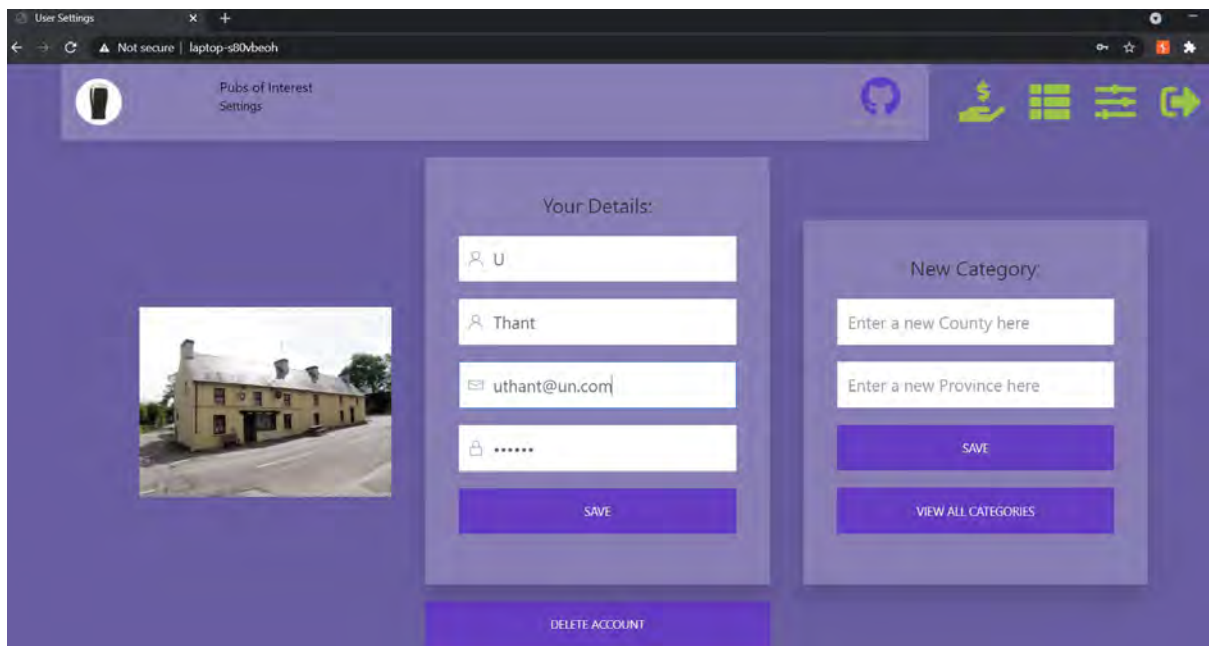 User Settings
Not secure | laptop-s80vbeoh
Pubs of Interest
Settings
Your Details:
U
Thant
uthant@un.com
••••••
SAVE
DELETE ACCOUNT
New Category:
Enter a new County here
Enter a new Province here
SAVE
VIEW ALL CATEGORIES